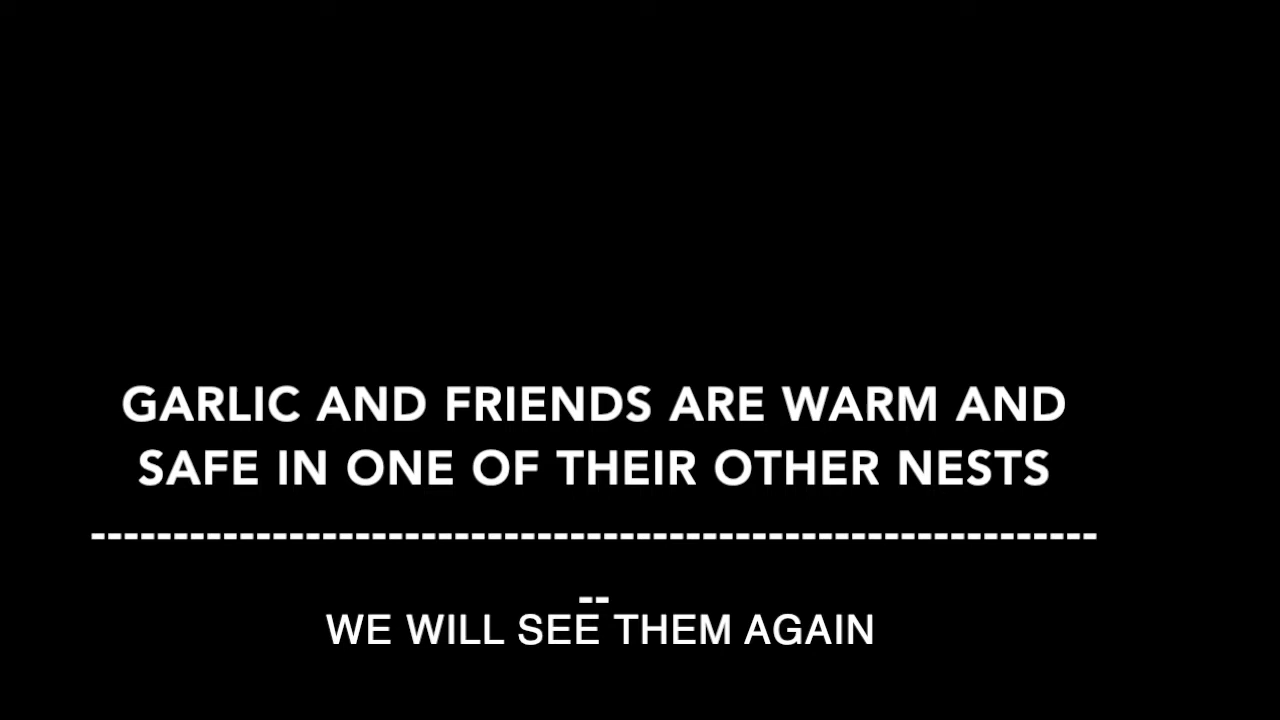 GARLIC AND FRIENDS ARE WARM AND
SAFE IN ONE OF THEIR OTHER NESTS
-------------------------------------------------------------
--
WE WILL SEE THEM AGAIN